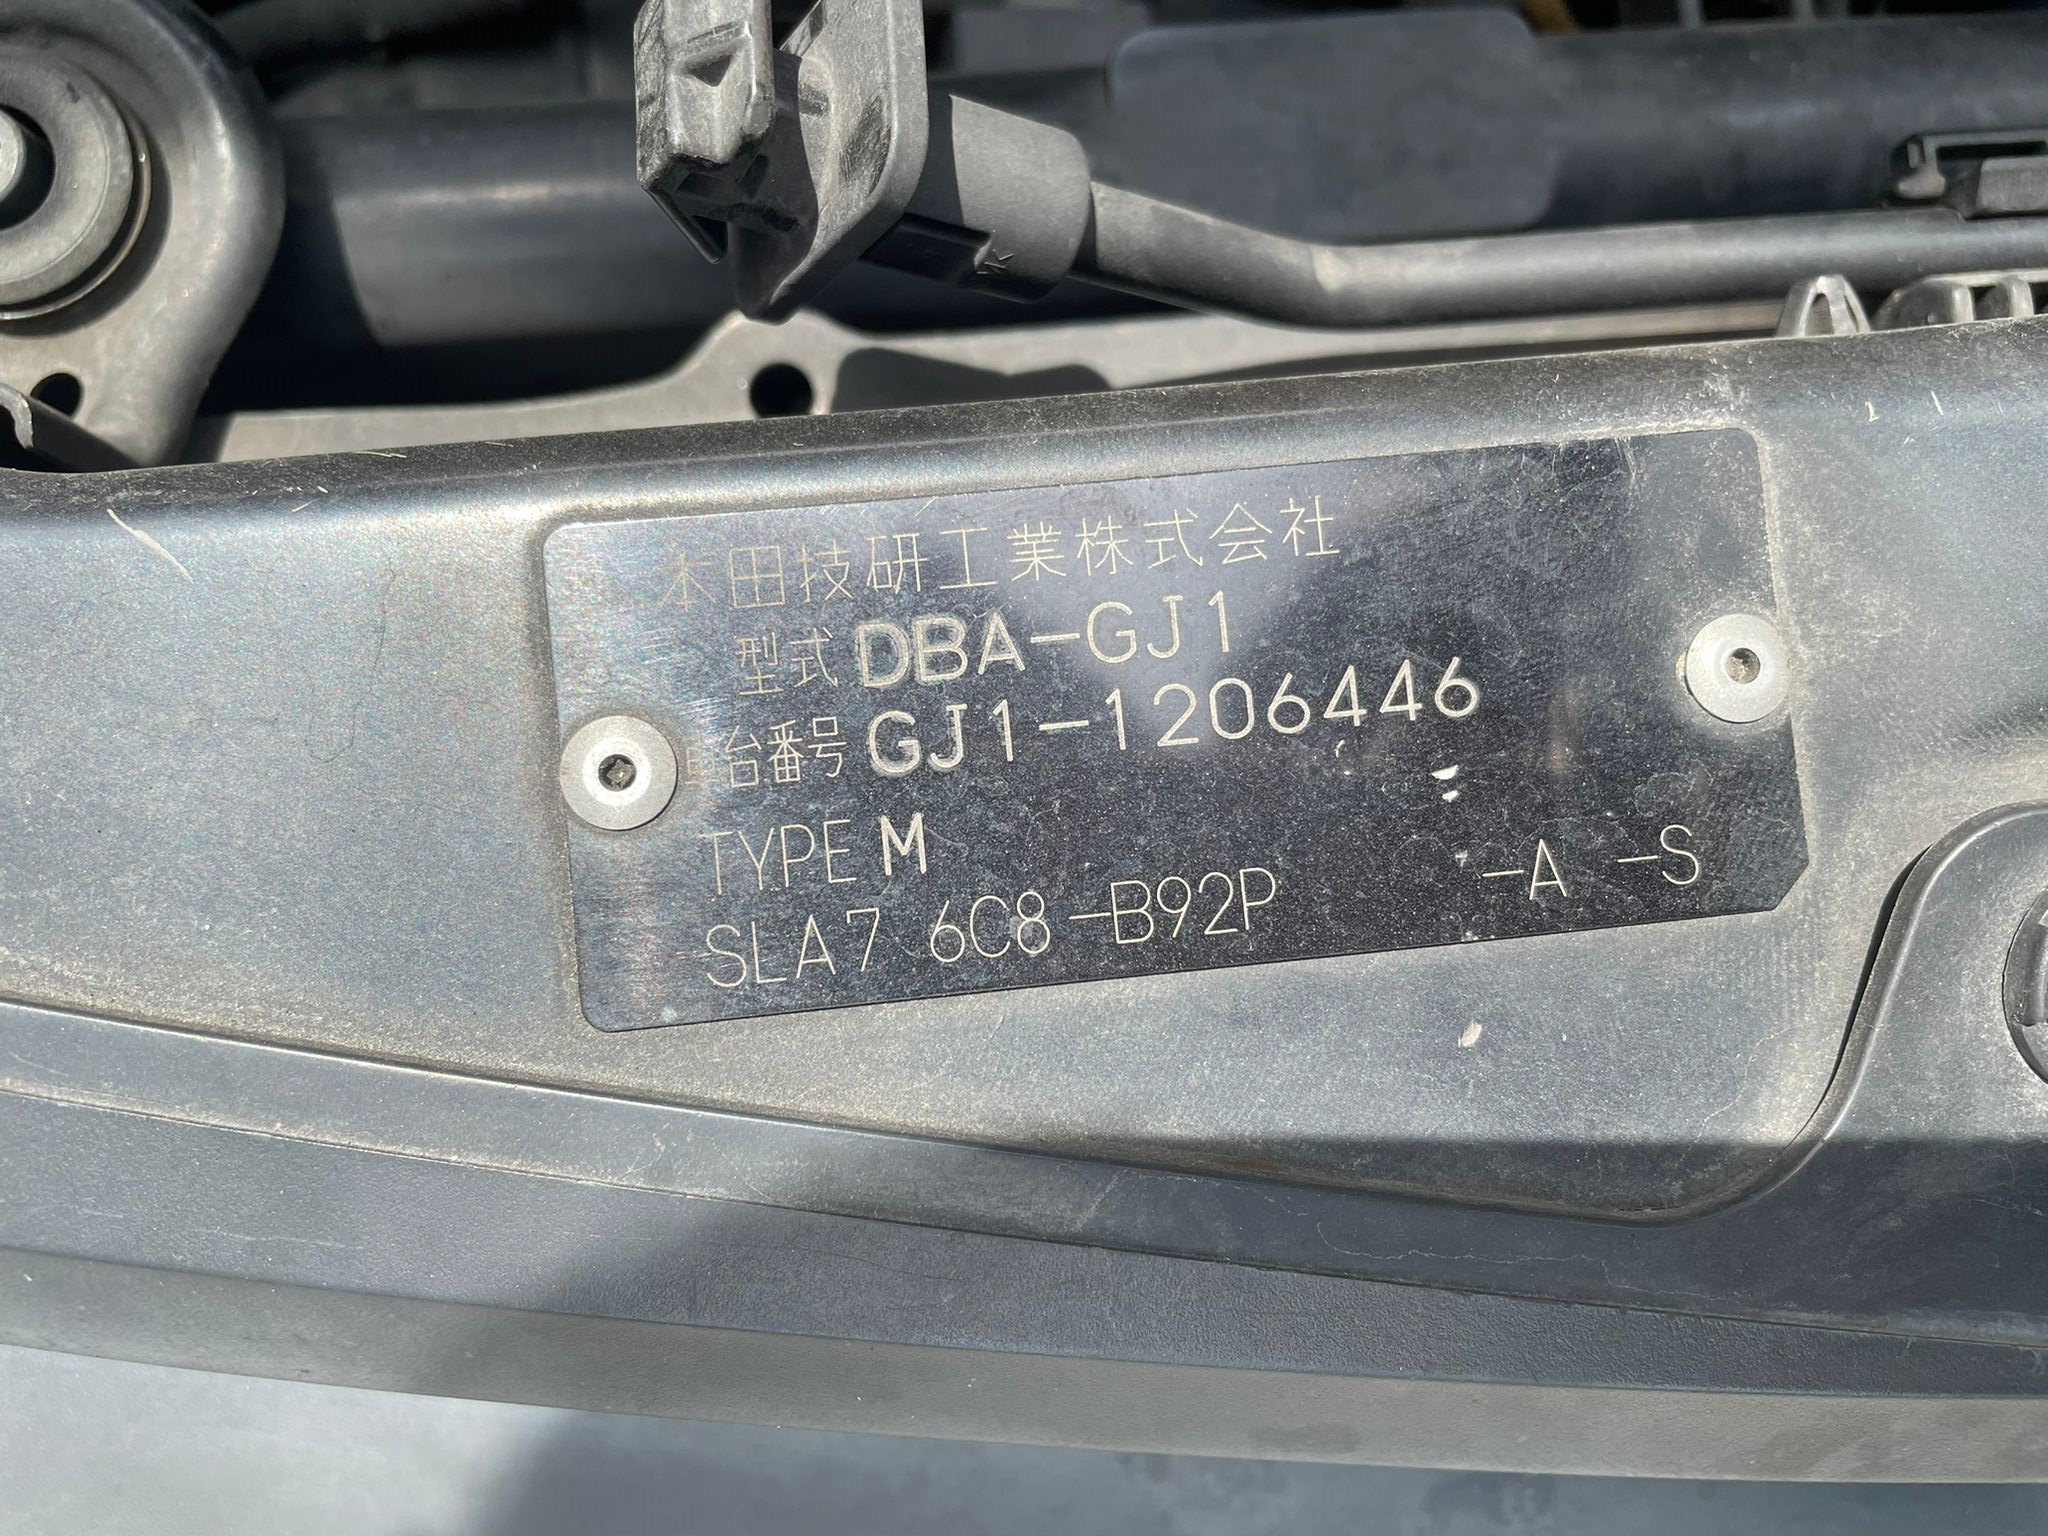 本田技研工業株式会社
型式 DBA-GJ1
車台番号 GJ1-1206446
TYPE M
SLA7 6C8-B92P -A -S